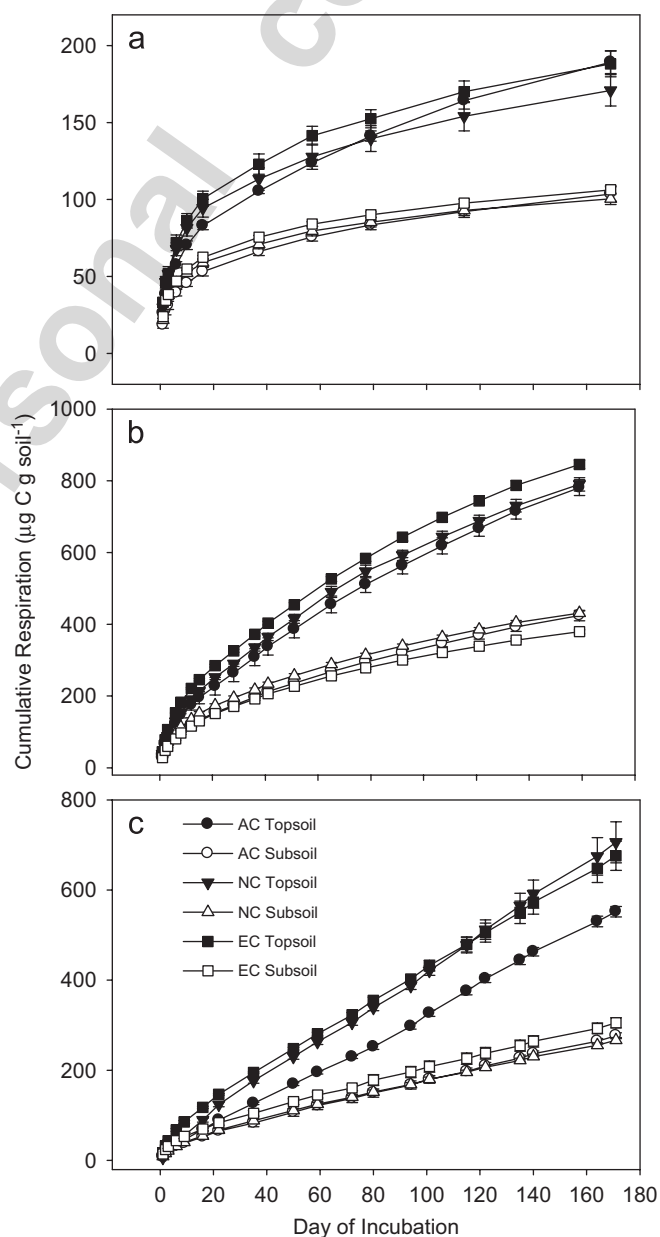 sonal co
a
200
150
100
50
0
b
1000
800
600
400
200
0
c
800
600
400
200
0
AC Topsoil
AC Subsoil
NC Topsoil
NC Subsoil
EC Topsoil
EC Subsoil
0 20 40 60 80 100 120 140 160 180
Day of Incubation
Cumulative Respiration (µg C g soil⁻¹)